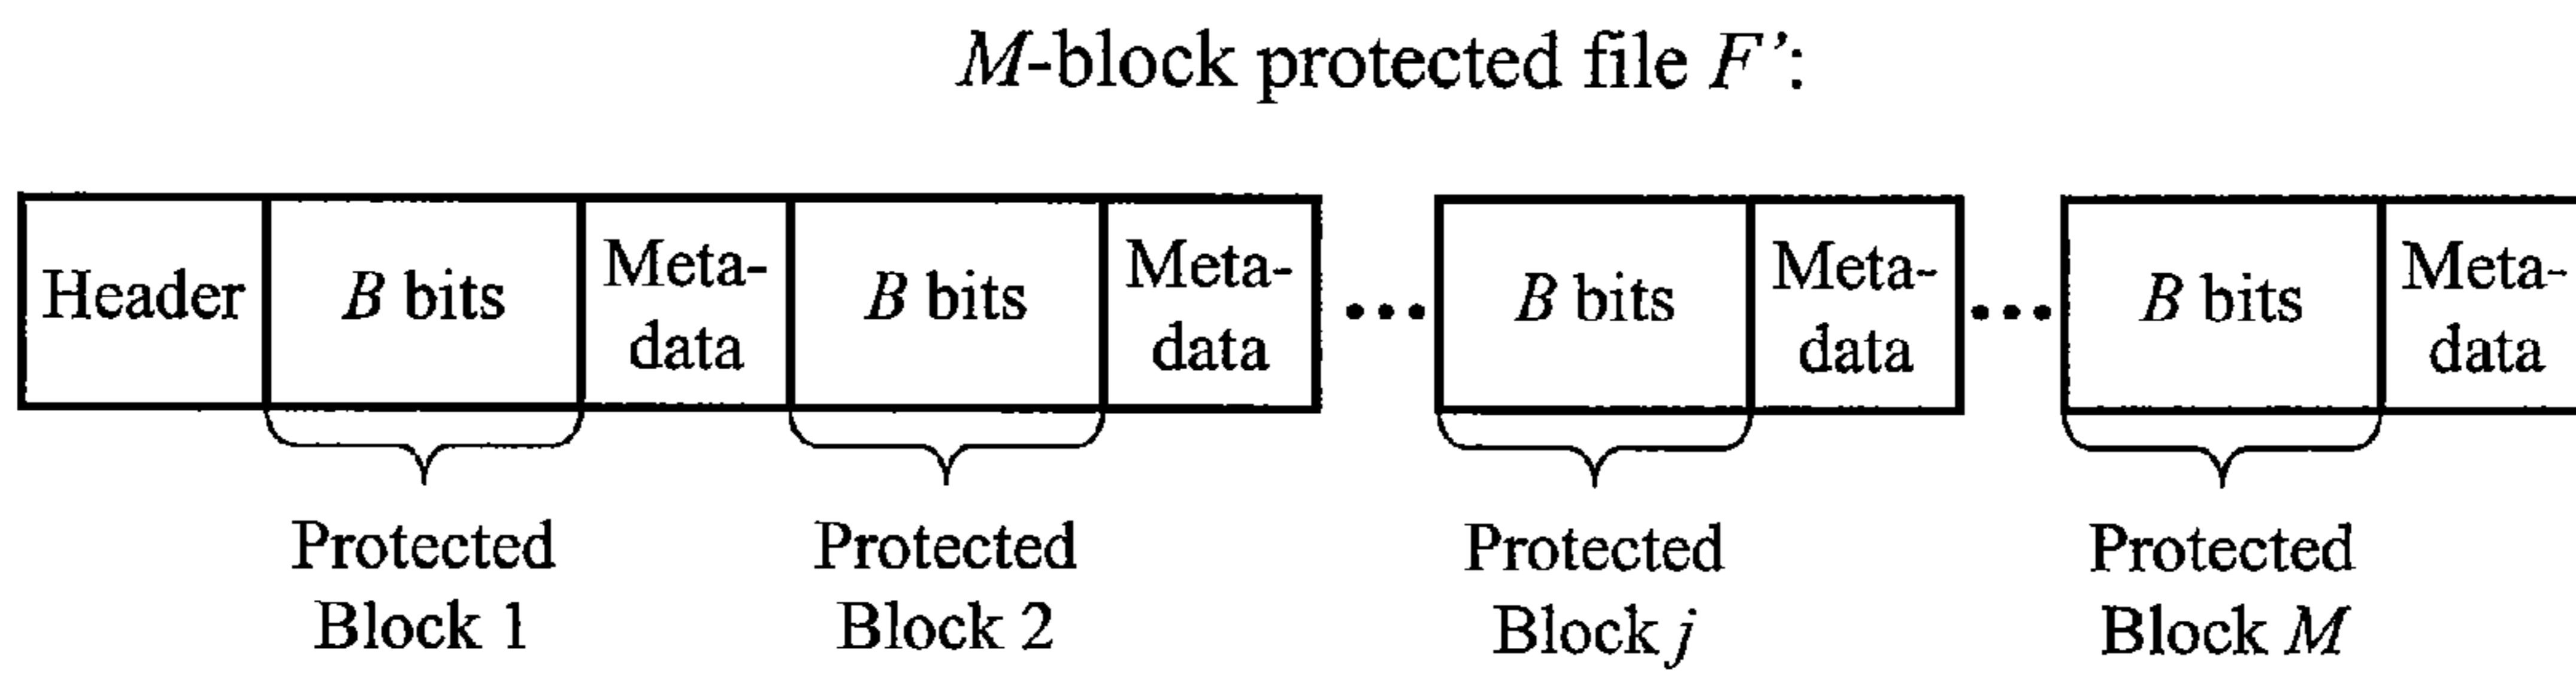 M-block protected file F’:
Header
B bits
Meta-
data
B bits
Meta-
data
•••
B bits
Meta-
data
•••
B bits
Meta-
data
Protected
Block 1
Protected
Block 2
Protected
Block j
Protected
Block M